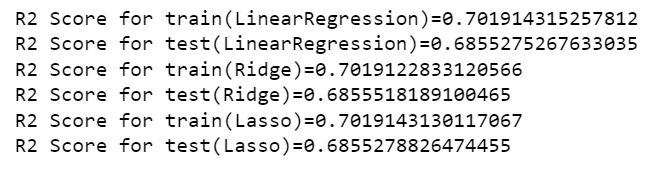 R2 Score for train(LinearRegression)=0.701914315257812
R2 Score for test(LinearRegression)=0.6855275267633035
R2 Score for train(Ridge)=0.7019122833120566
R2 Score for test(Ridge)=0.6855518189100465
R2 Score for train(Lasso)=0.7019143130117067
R2 Score for test(Lasso)=0.6855278826474455